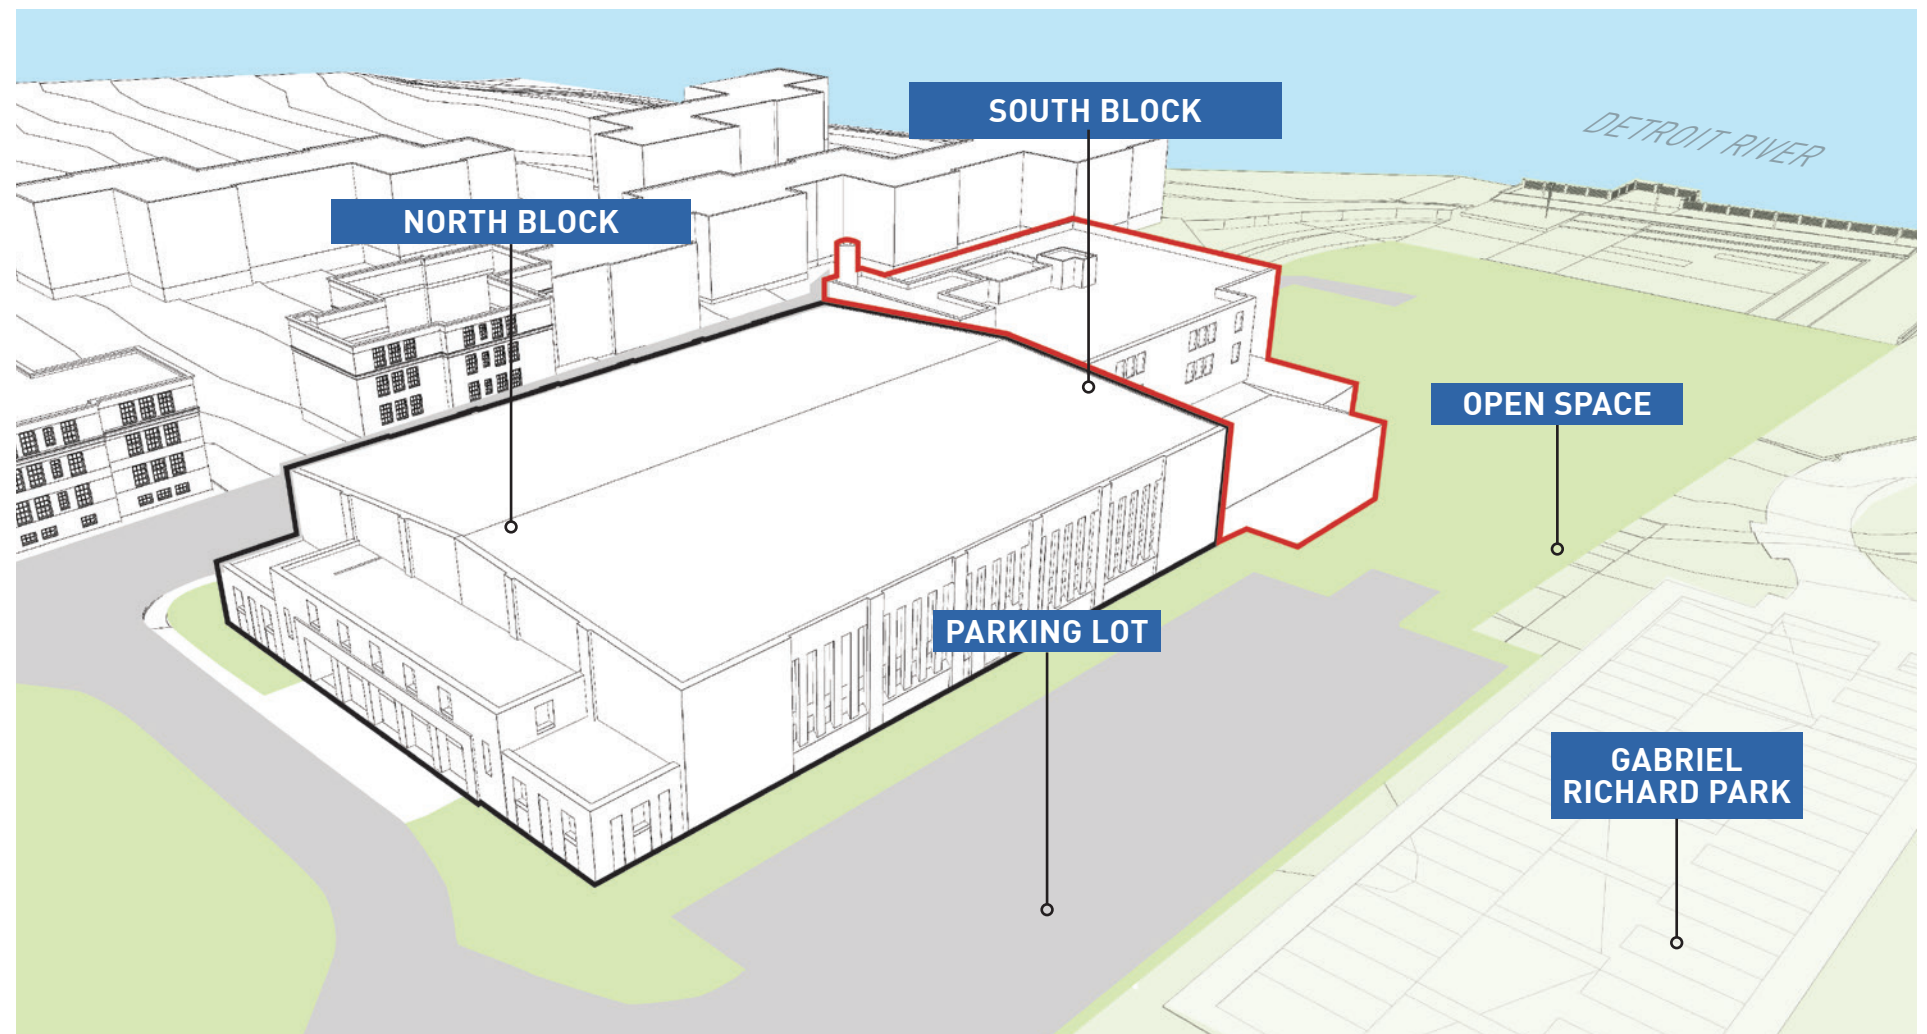 SOUTH BLOCK
DETROIT RIVER
NORTH BLOCK
OPEN SPACE
PARKING LOT
GABRIEL
RICHARD PARK